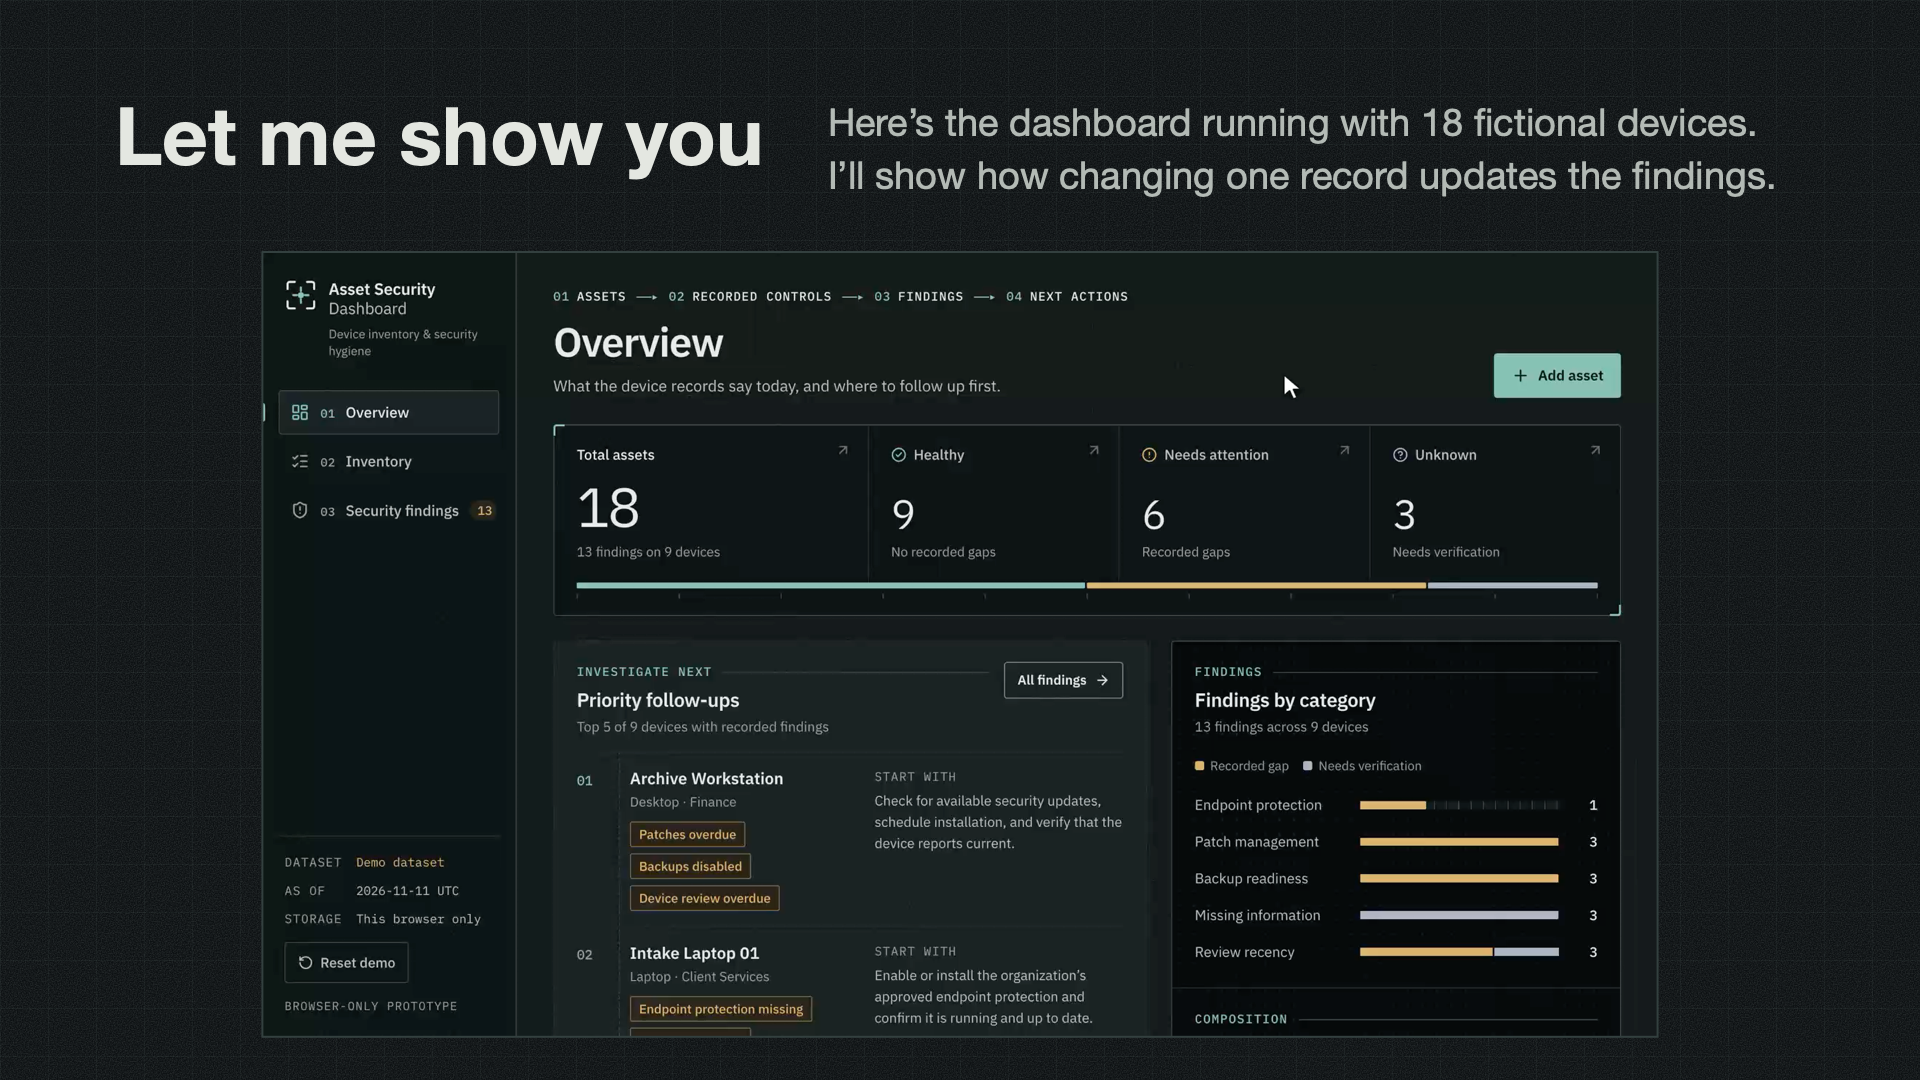 Let me show you
Here's the dashboard running with 18 fictional devices.
I'll show how changing one record updates the findings.
Asset Security
Dashboard
Device inventory & security
hygiene
01 Overview
02 Inventory
03 Security findings 13
DATASET Demo dataset
AS OF 2026-11-11 UTC
STORAGE This browser only
Reset demo
BROWSER-ONLY PROTOTYPE
01 ASSETS → 02 RECORDED CONTROLS → 03 FINDINGS → 04 NEXT ACTIONS
Overview
What the device records say today, and where to follow up first.
+ Add asset
Total assets
18
13 findings on 9 devices
Healthy
9
No recorded gaps
Needs attention
6
Recorded gaps
Unknown
3
Needs verification
INVESTIGATE NEXT
Priority follow-ups
Top 5 of 9 devices with recorded findings
All findings →
01 Archive Workstation
Desktop · Finance
Patches overdue
Backups disabled
Device review overdue
START WITH
Check for available security updates,
schedule installation, and verify that the
device reports current.
02 Intake Laptop 01
Laptop · Client Services
Endpoint protection missing
START WITH
Enable or install the organization's
approved endpoint protection and
confirm it is running and up to date.
FINDINGS
Findings by category
13 findings across 9 devices
Recorded gap Needs verification
Endpoint protection 1
Patch management 3
Backup readiness 3
Missing information 3
Review recency 3
COMPOSITION